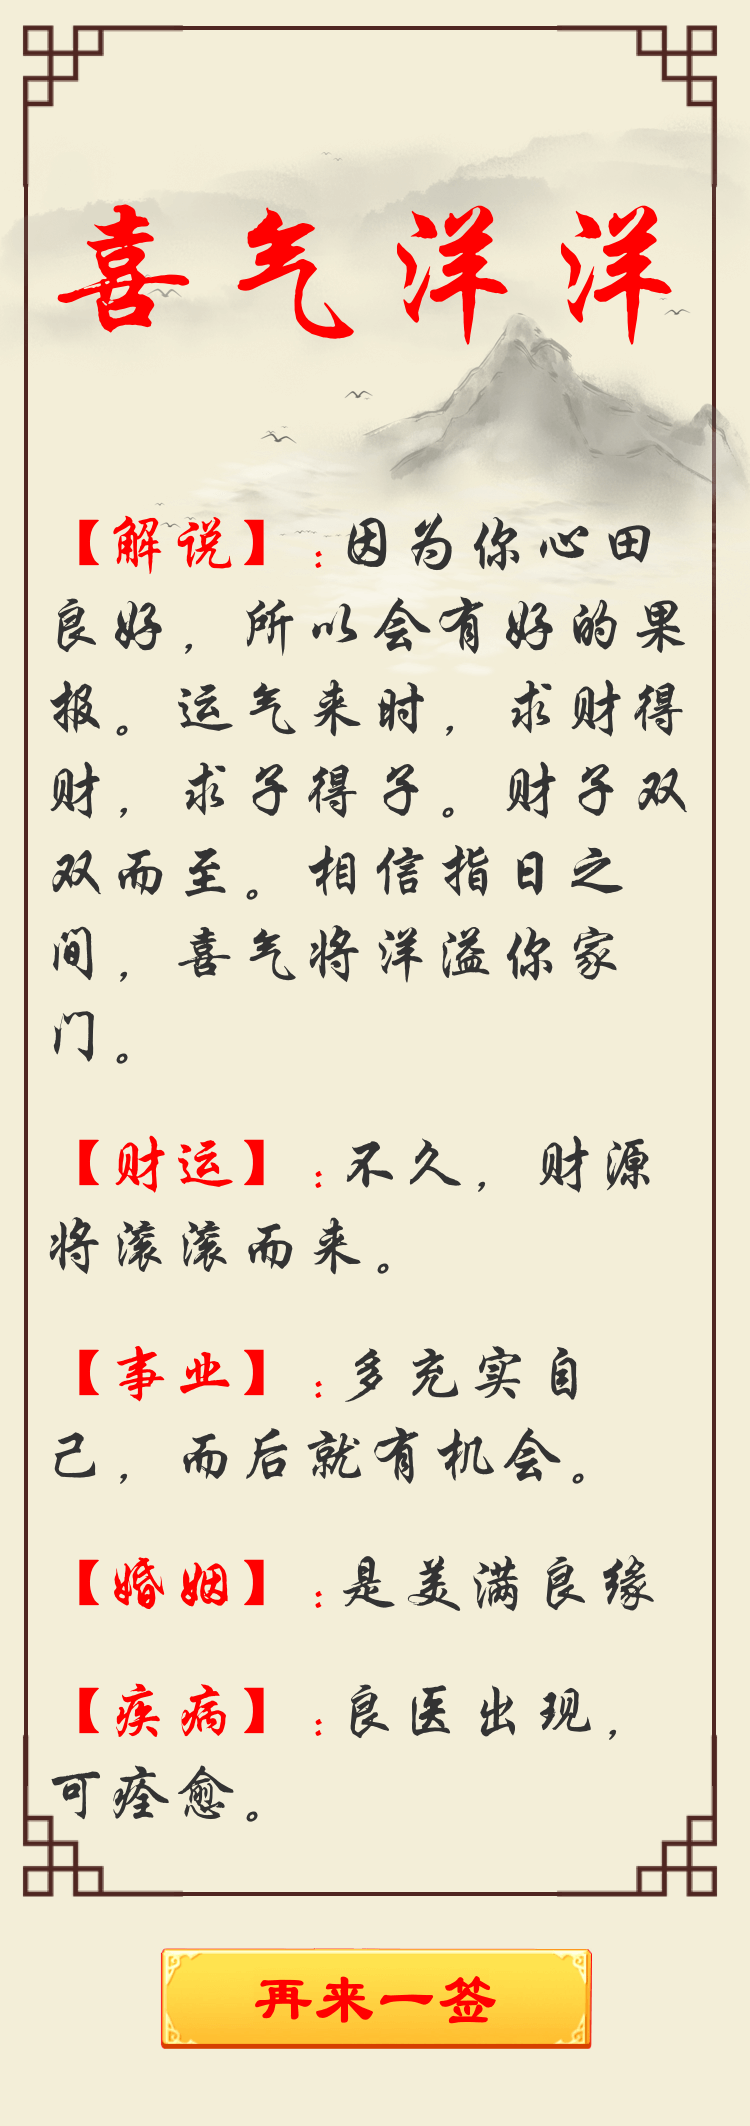 喜气洋洋
【解说】:因为你心田
良好，所以会有好的果
报。运气来时，求财得
财，求子得子。财子双
双而至。相信指日之
间，喜气将洋溢你家
门。
【财运】:不久，财源
将滚滚而来。
【事业】:多充实自
己，而后就有机会。
【婚姻】:是美满良缘
【疾病】:良医出现，
可痊愈。
再来一签